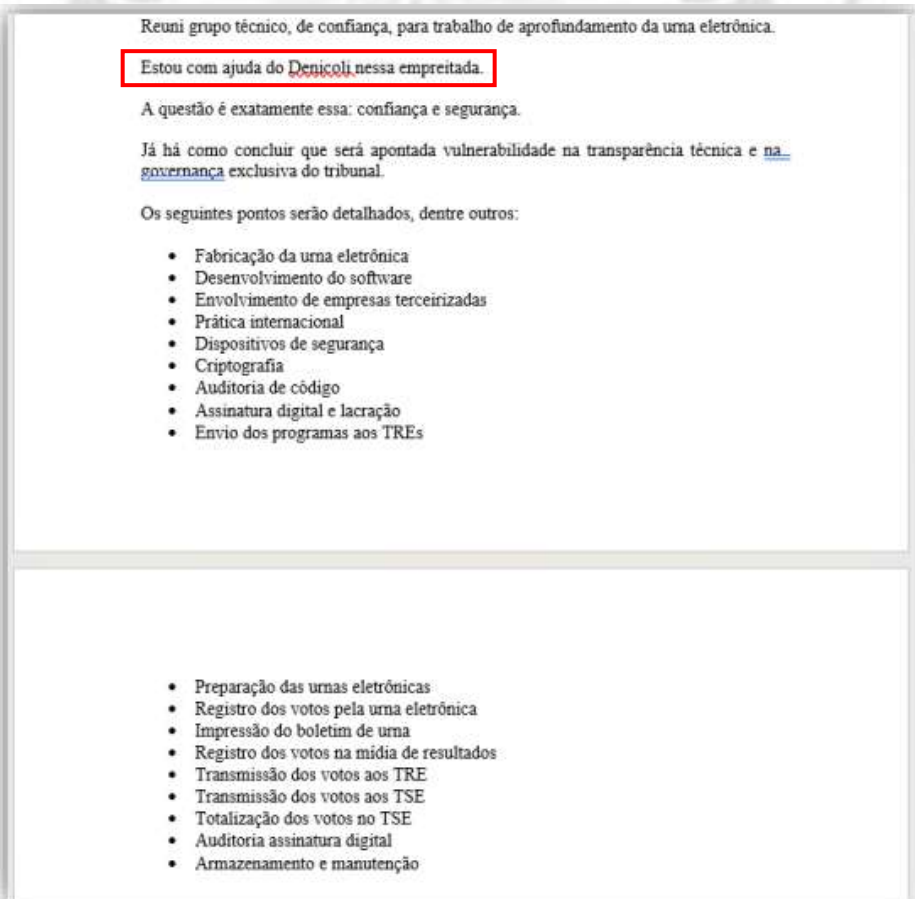 Reuni grupo técnico, de confiança, para trabalho de aprofundamento da urna eletrônica.
Estou com ajuda do Denicoli nessa empreitada.
A questão é exatamente essa: confiança e segurança.
Já há como concluir que será apontada vulnerabilidade na transparência técnica e na
governança exclusiva do tribunal.
Os seguintes pontos serão detalhados, dentre outros:
• Fabricação da urna eletrônica
• Desenvolvimento do software
• Envolvimento de empresas terceirizadas
• Prática internacional
• Dispositivos de segurança
• Criptografia
• Auditoria de código
• Assinatura digital e lacração
• Envio dos programas aos TREs
• Preparação das urnas eletrônicas
• Registro dos votos pela urna eletrônica
• Impressão do boletim de urna
• Registro dos votos na mídia de resultados
• Transmissão dos votos aos TRE
• Transmissão dos votos aos TSE
• Totalização dos votos no TSE
• Auditoria assinatura digital
• Armazenamento e manutenção